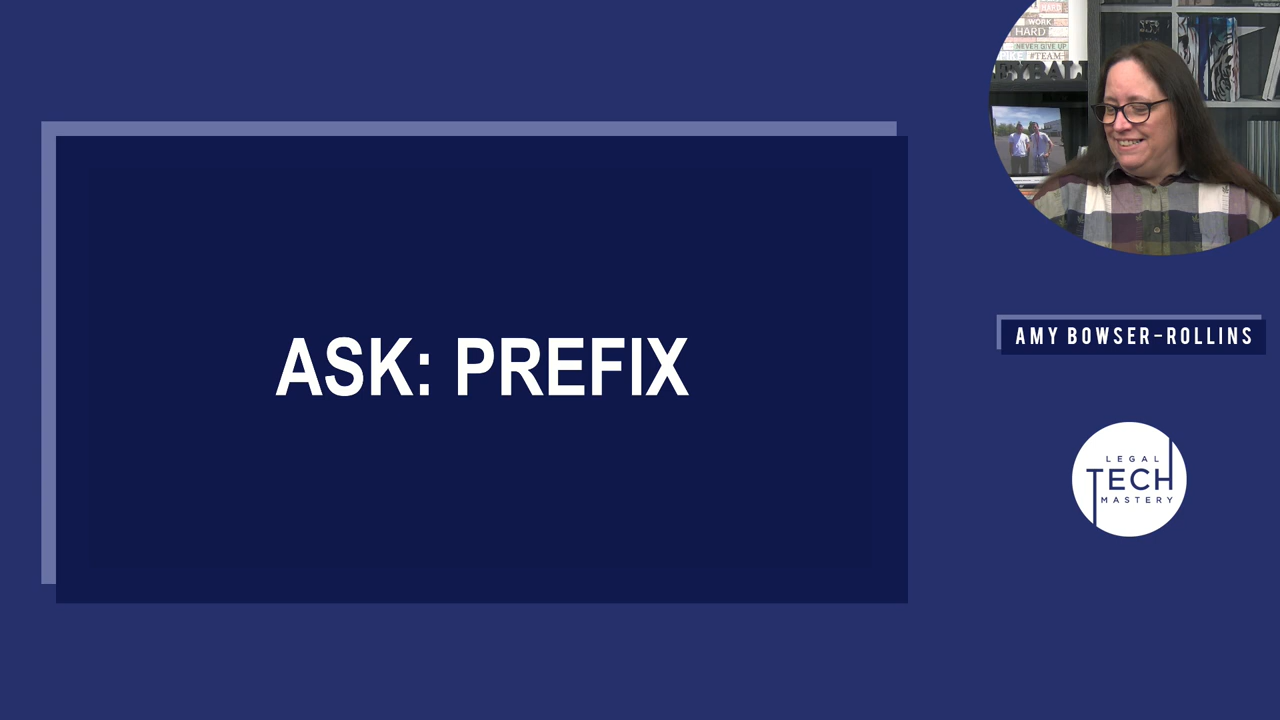 HARD
WORK
HARD
NEVER GIVE UP
#TEAM
ASK: PREFIX
AMY BOWSER-ROLLINS
LEGAL
TECH
MASTERY